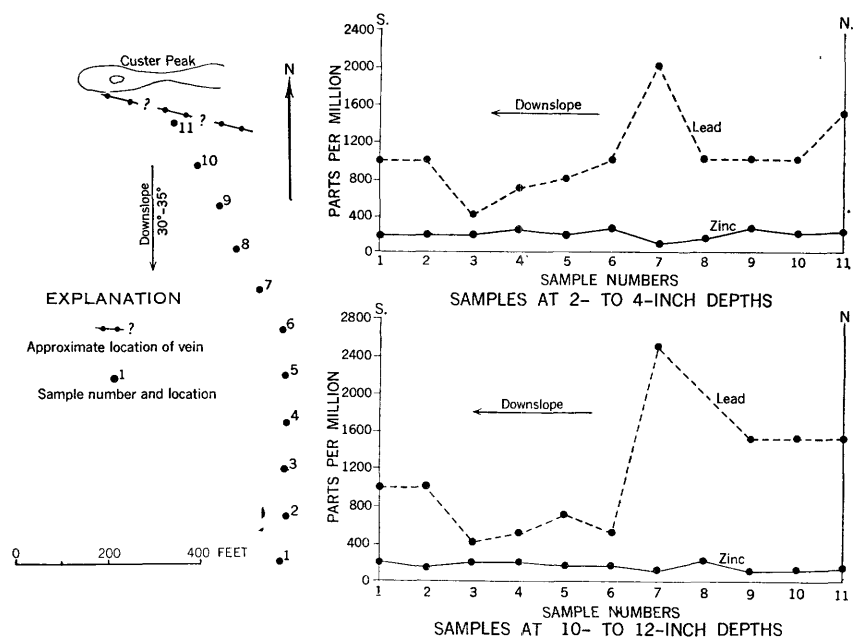 Custer Peak
N
?
?
11
10
9
8
7
6
5
4
3
2
1
Downslope
30°-35°
EXPLANATION
?
Approximate location of vein
1
Sample number and location
0 200 400 FEET
S. N.
PARTS PER MILLION
2400
2000
1600
1200
800
400
0
Downslope
Lead
Zinc
1 2 3 4 5 6 7 8 9 10 11
SAMPLE NUMBERS
SAMPLES AT 2- TO 4-INCH DEPTHS
S. N
PARTS PER MILLION
2800
2400
2000
1600
1200
800
400
0
Downslope
Lead
Zinc
1 2 3 4 5 6 7 8 9 10 11
SAMPLE NUMBERS
SAMPLES AT 10- TO 12-INCH DEPTHS